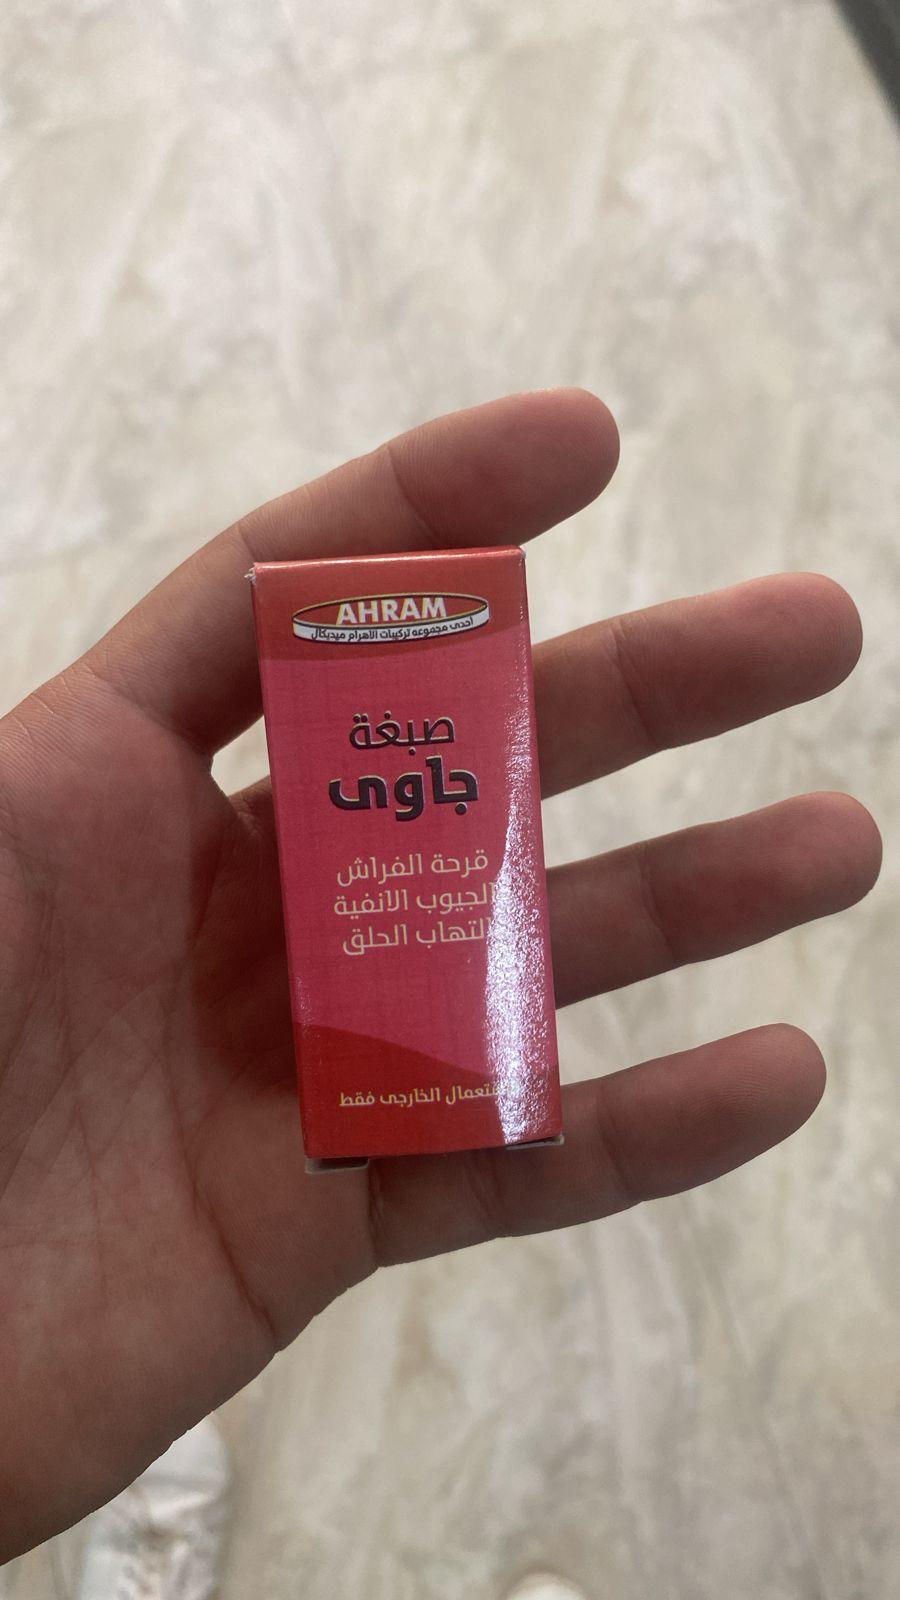 AHRAM
احدى مجموعه تركيبات الاهرام ميديكال
صبغة
جاوى
قرحة الفراش
الجيوب الانفية
التهاب الحلق
الخارجى فقط